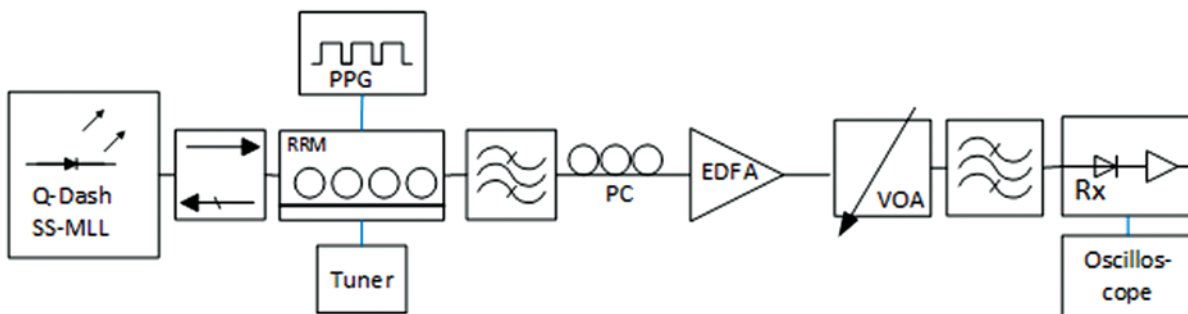 PPG
Q-Dash
SS-MLL
RRM
Tuner
PC
EDFA
VOA
Rx
Oscillos-
cope